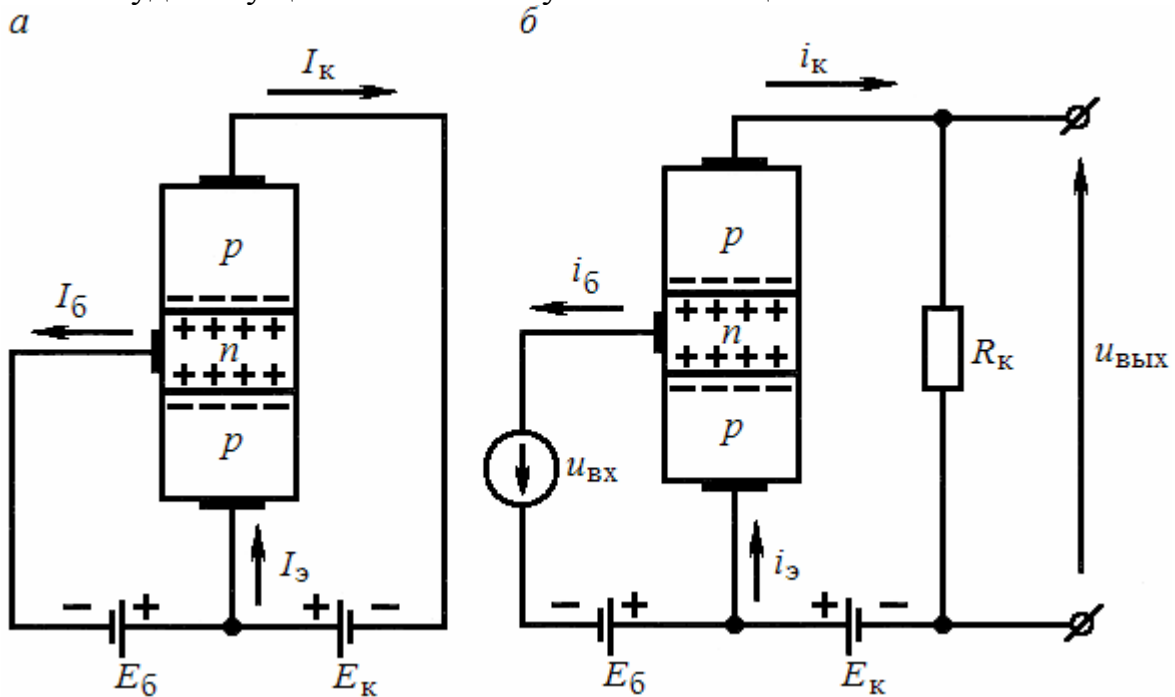 а
б
Iк
iк
p
p
Iб
iб
+ + + +
n
+ + + +
+ + + +
n
+ + + +
Rк
uвых
p
p
uвх
Iэ
iэ
− +
+ −
− +
+ −
Eб
Eк
Eб
Eк